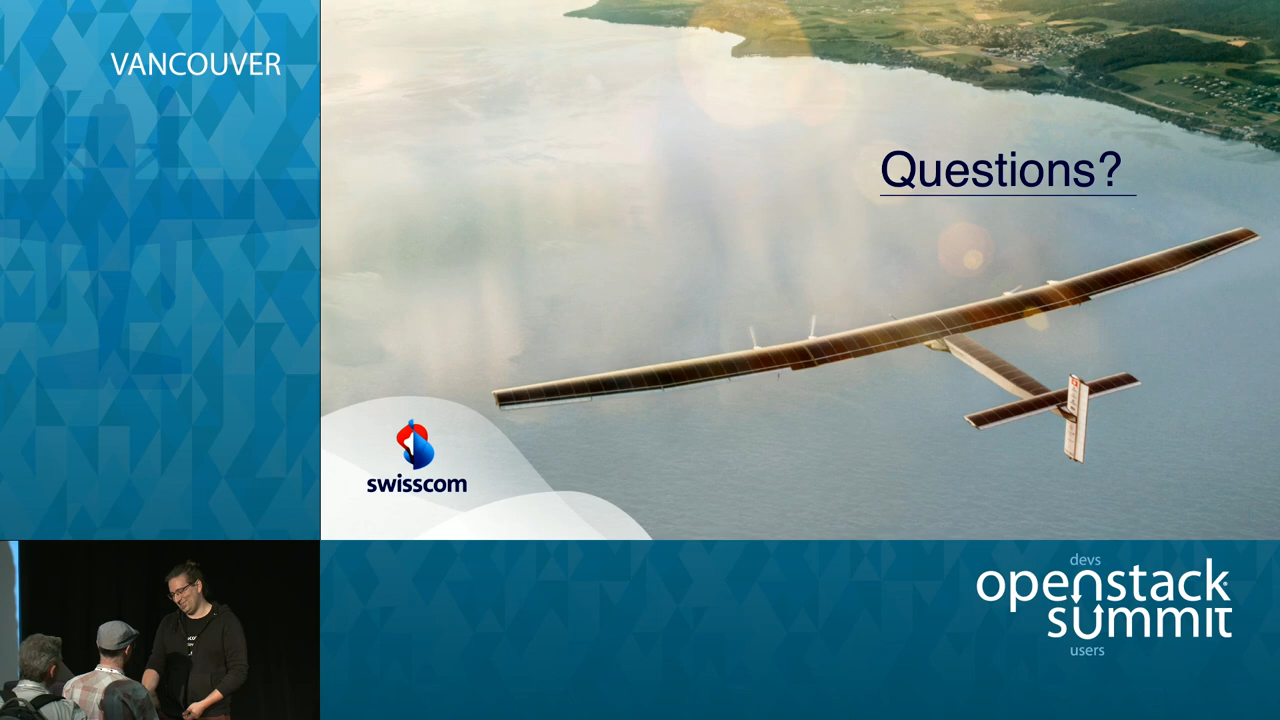 VANCOUVER
Questions?
swisscom
devs
openstack
summit
users